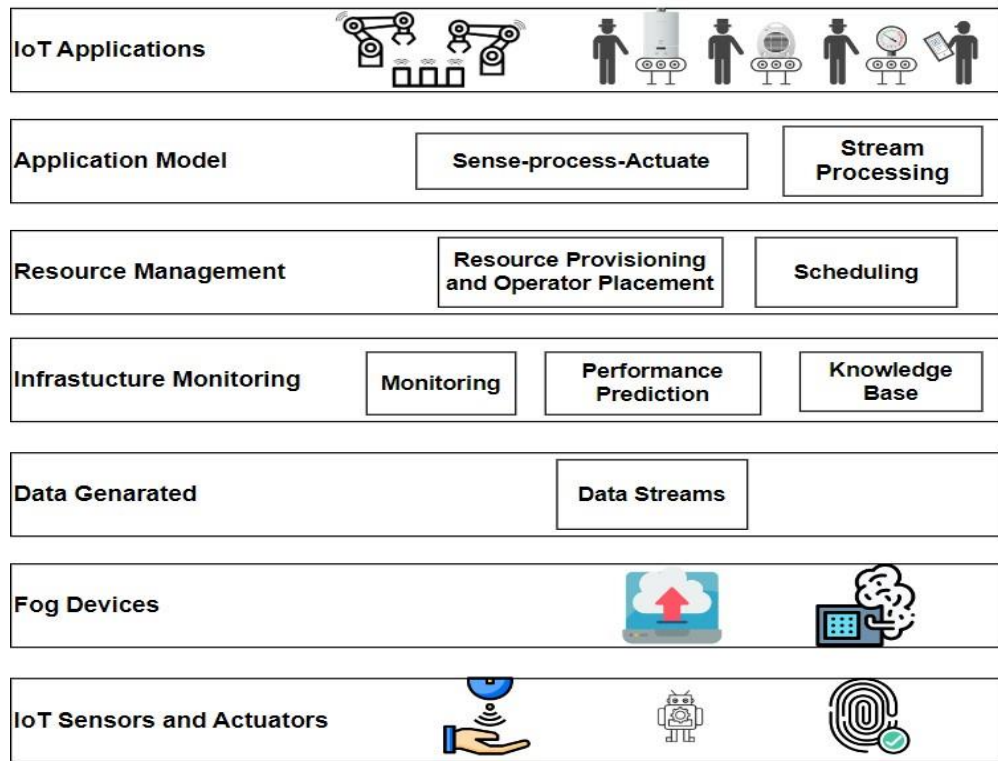 IoT Applications
Application Model
Sense-process-Actuate
Stream
Processing
Resource Management
Resource Provisioning
and Operator Placement
Scheduling
Infrastucture Monitoring
Monitoring
Performance
Prediction
Knowledge
Base
Data Genarated
Data Streams
Fog Devices
IoT Sensors and Actuators